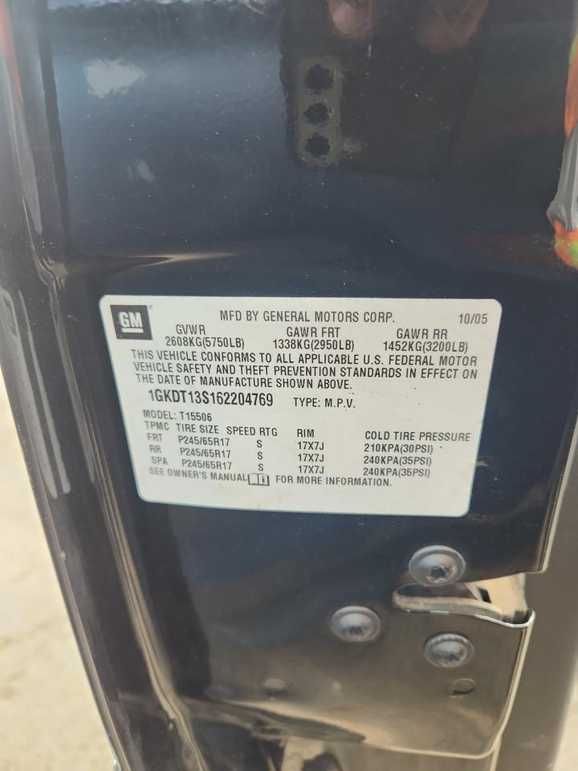 GM
MFD BY GENERAL MOTORS CORP. 10/05
GVWR GAWR FRT GAWR RR
2608KG(5750LB) 1338KG(2950LB) 1452KG(3200LB)
THIS VEHICLE CONFORMS TO ALL APPLICABLE U.S. FEDERAL MOTOR
VEHICLE SAFETY AND THEFT PREVENTION STANDARDS IN EFFECT ON
THE DATE OF MANUFACTURE SHOWN ABOVE.
1GKDT13S162204769 TYPE: M.P.V.
MODEL: T15506
TPMC TIRE SIZE SPEED RTG RIM COLD TIRE PRESSURE
FRT P245/65R17 S 17X7J 210KPA(30PSI)
RR P245/65R17 S 17X7J 240KPA(35PSI)
SPA P245/65R17 S 17X7J 240KPA(35PSI)
SEE OWNER'S MANUAL FOR MORE INFORMATION.